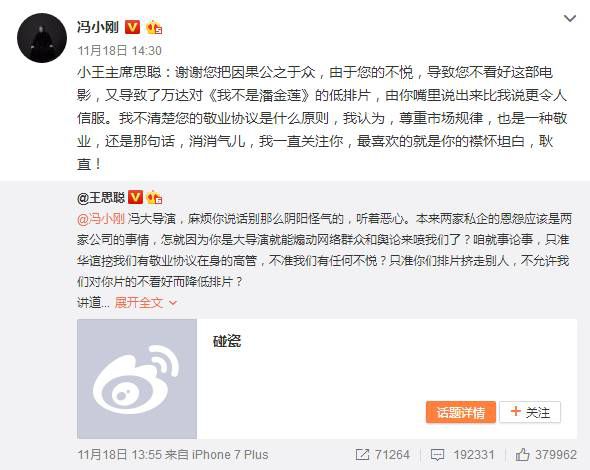 冯小刚
11月18日 14:30
小王主席思聪：谢谢您把因果公之于众，由于您的不悦，导致您不看好这部电
影，又导致了万达对《我不是潘金莲》的低排片，由你嘴里说出来比我说更令人
信服。我不清楚您的敬业协议是什么原则，我认为，尊重市场规律，也是一种敬
业，还是那句话，消消气儿，我一直关注你，最喜欢的就是你的襟怀坦白，耿
直！
@王思聪
@冯小刚 冯大导演，麻烦你说话别那么阴阳怪气的，听着恶心。本来两家私企的恩怨应该是两
家公司的事情，怎就因为你是大导演就能煽动网络群众和舆论来喷我们了？咱就事论事，只准
华谊挖我们有敬业协议在身的高管，不准我们有任何不悦？只准你们排片挤走别人，不允许我
们对你片的不看好而降低排片？
讲道... 展开全文
碰瓷
话题详情 + 关注
11月18日 13:55 来自 iPhone 7 Plus 71264 192331 379962